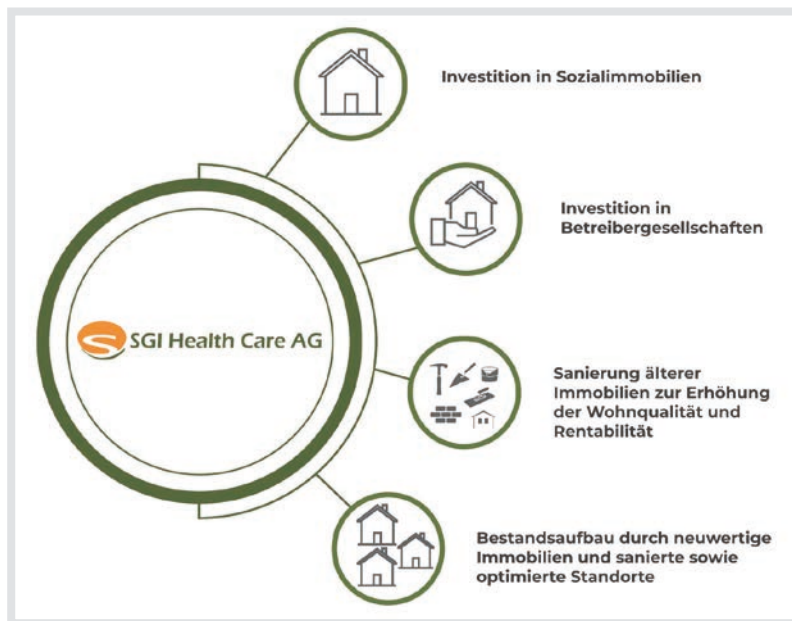 Investition in Sozialimmobilien
Investition in
Betreibergesellschaften
SGI Health Care AG
Sanierung älterer
Immobilien zur Erhöhung
der Wohnqualität und
Rentabilität
Bestandsaufbau durch neuwertige
Immobilien und sanierte sowie
optimierte Standorte